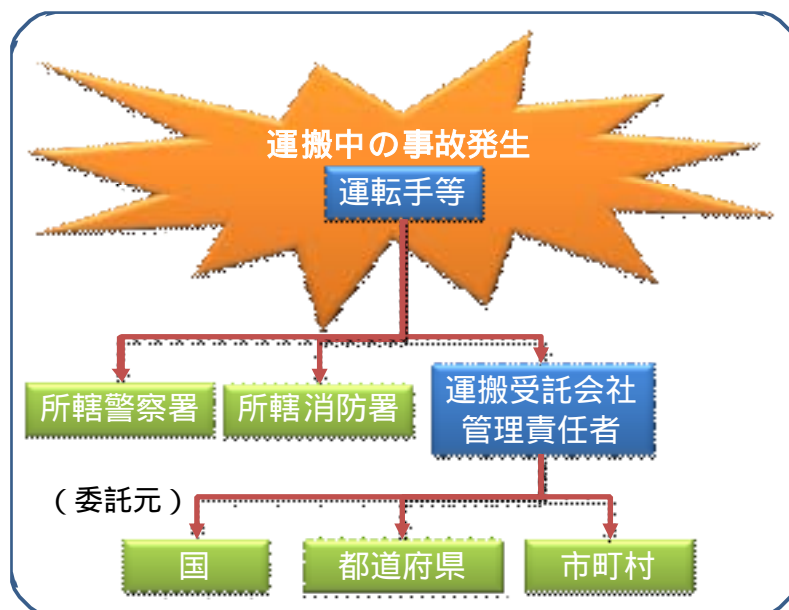 運搬中の事故発生
運転手等
所轄警察署
所轄消防署
運搬受託会社
管理責任者
（委託元）
国
都道府県
市町村